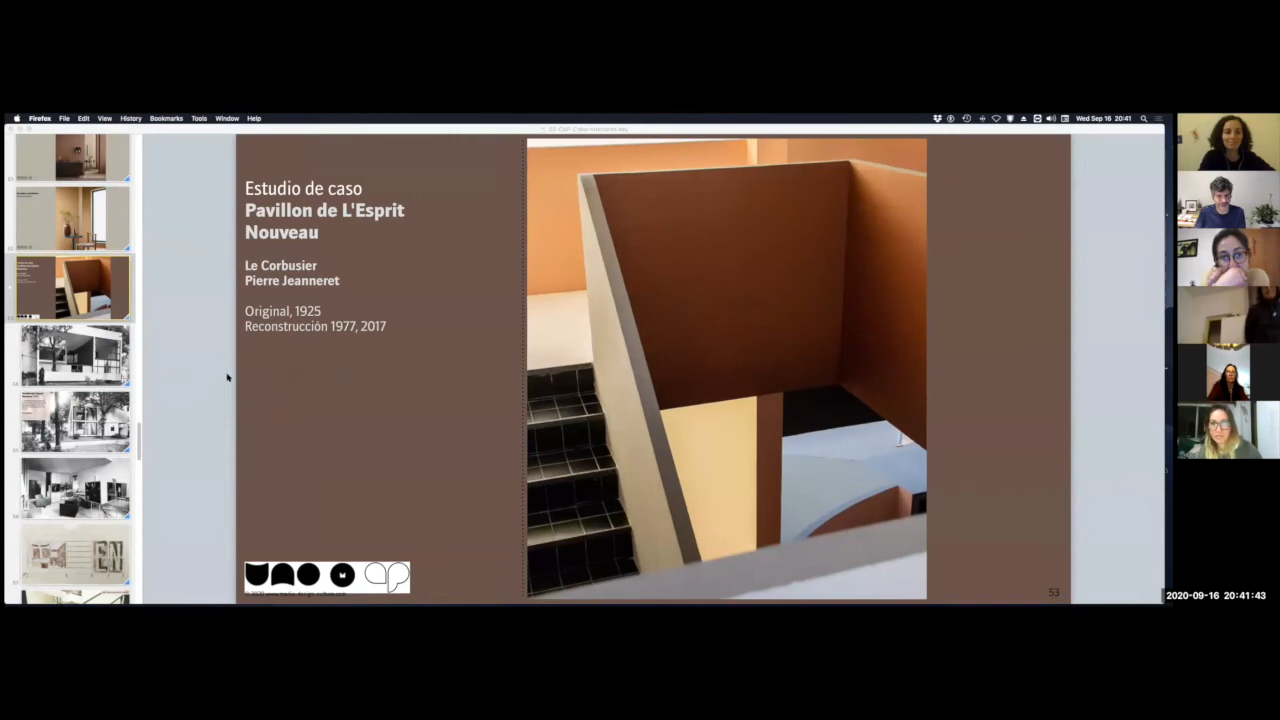 Firefox File Edit View History Bookmarks Tools Window Help
Wed Sep 16 20:41
Estudio de caso
Pavillon de L'Esprit
Nouveau
Le Corbusier
Pierre Jeanneret
Original, 1925
Reconstrucción 1977, 2017
53
2020-09-16 20:41:43